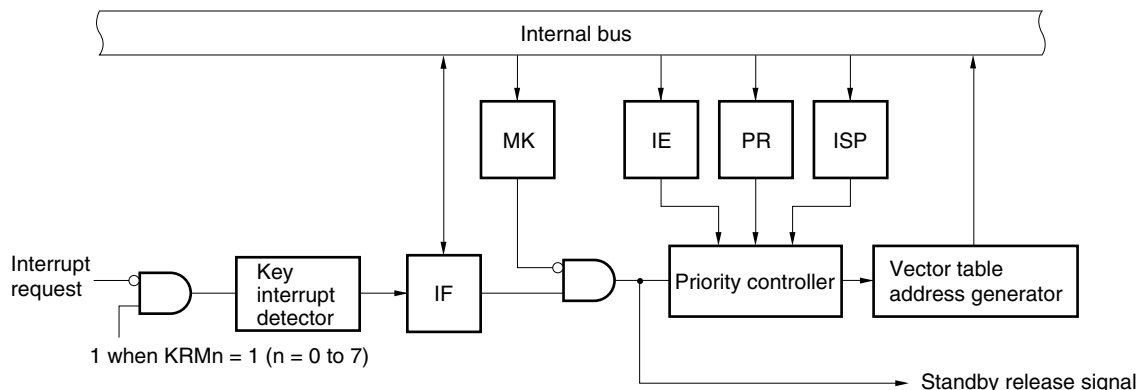 Internal bus
MK
IE
PR
ISP
Interrupt
request
Key
interrupt
detector
IF
Priority controller
Vector table
address generator
1 when KRMn = 1 (n = 0 to 7)
Standby release signal